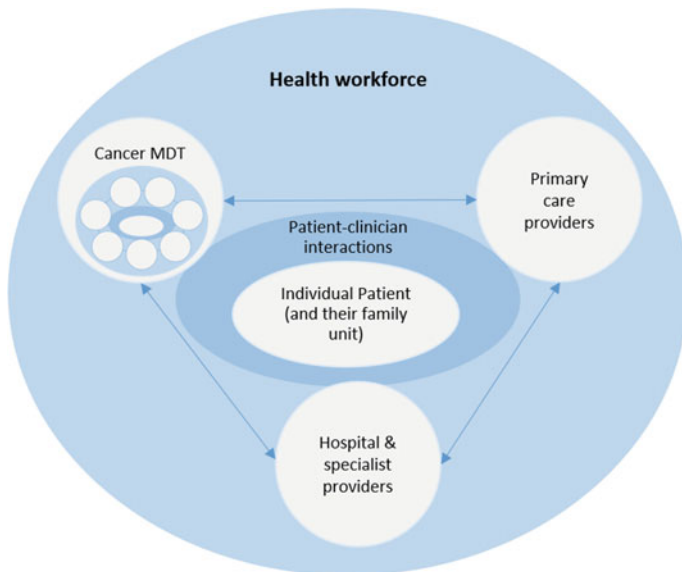 Health workforce
Cancer MDT
Primary
care
providers
Patient-clinician
interactions
Individual Patient
(and their family
unit)
Hospital &
specialist
providers